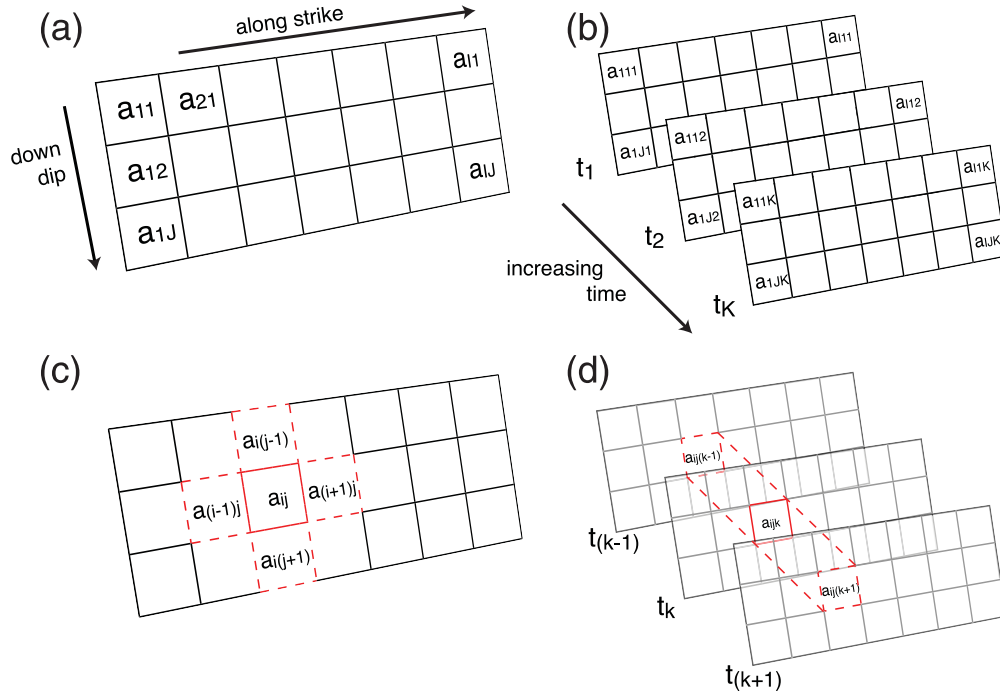 (a)
along strike
down
dip
a11 a21 aI1
a12 aIJ
a1J
(b)
a111 aI11
a1J1
t1
a112 aI12
a1J2
t2
a11K aI1K
a1JK aIJK
tK
increasing
time
(c)
ai(j-1)
a(i-1)j aij a(i+1)j
ai(j+1)
(d)
aij(k-1)
t(k-1)
aijk
tk
aij(k+1)
t(k+1)